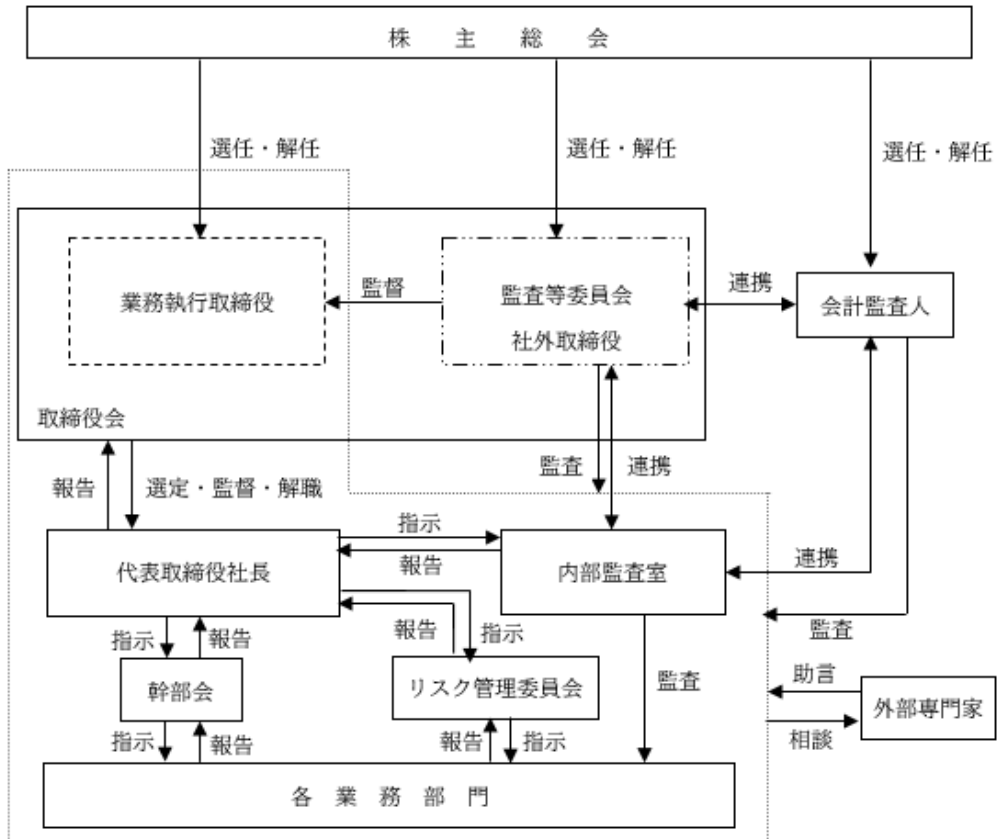 株主総会
選任・解任
選任・解任
選任・解任
業務執行取締役
監督
監査等委員会
社外取締役
連携
会計監査人
取締役会
報告
選定・監督・解職
監査
連携
指示
代表取締役社長
報告
内部監査室
連携
報告
指示
監査
指示
報告
幹部会
リスク管理委員会
監査
助言
外部専門家
相談
指示
報告
報告
指示
各業務部門